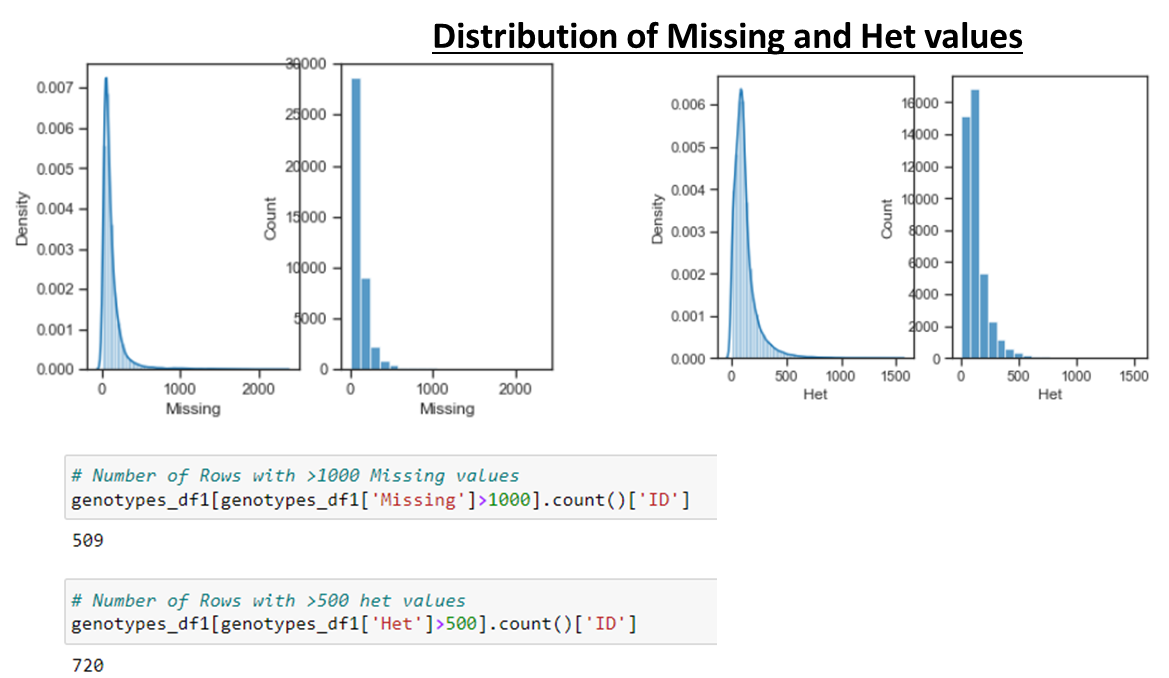 Distribution of Missing and Het values
0.007
0.006
0.005
0.004
0.003
0.002
0.001
0.000
Density
0 1000 2000
Missing
30000
25000
20000
15000
10000
5000
0
Count
0 1000 2000
Missing
0.006
0.005
0.004
0.003
0.002
0.001
0.000
Density
0 500 1000 1500
Het
16000
14000
12000
10000
8000
6000
4000
2000
0
Count
0 500 1000 1500
Het
# Number of Rows with >1000 Missing values
genotypes_df1[genotypes_df1['Missing']>1000].count()['ID']
509
# Number of Rows with >500 het values
genotypes_df1[genotypes_df1['Het']>500].count()['ID']
720